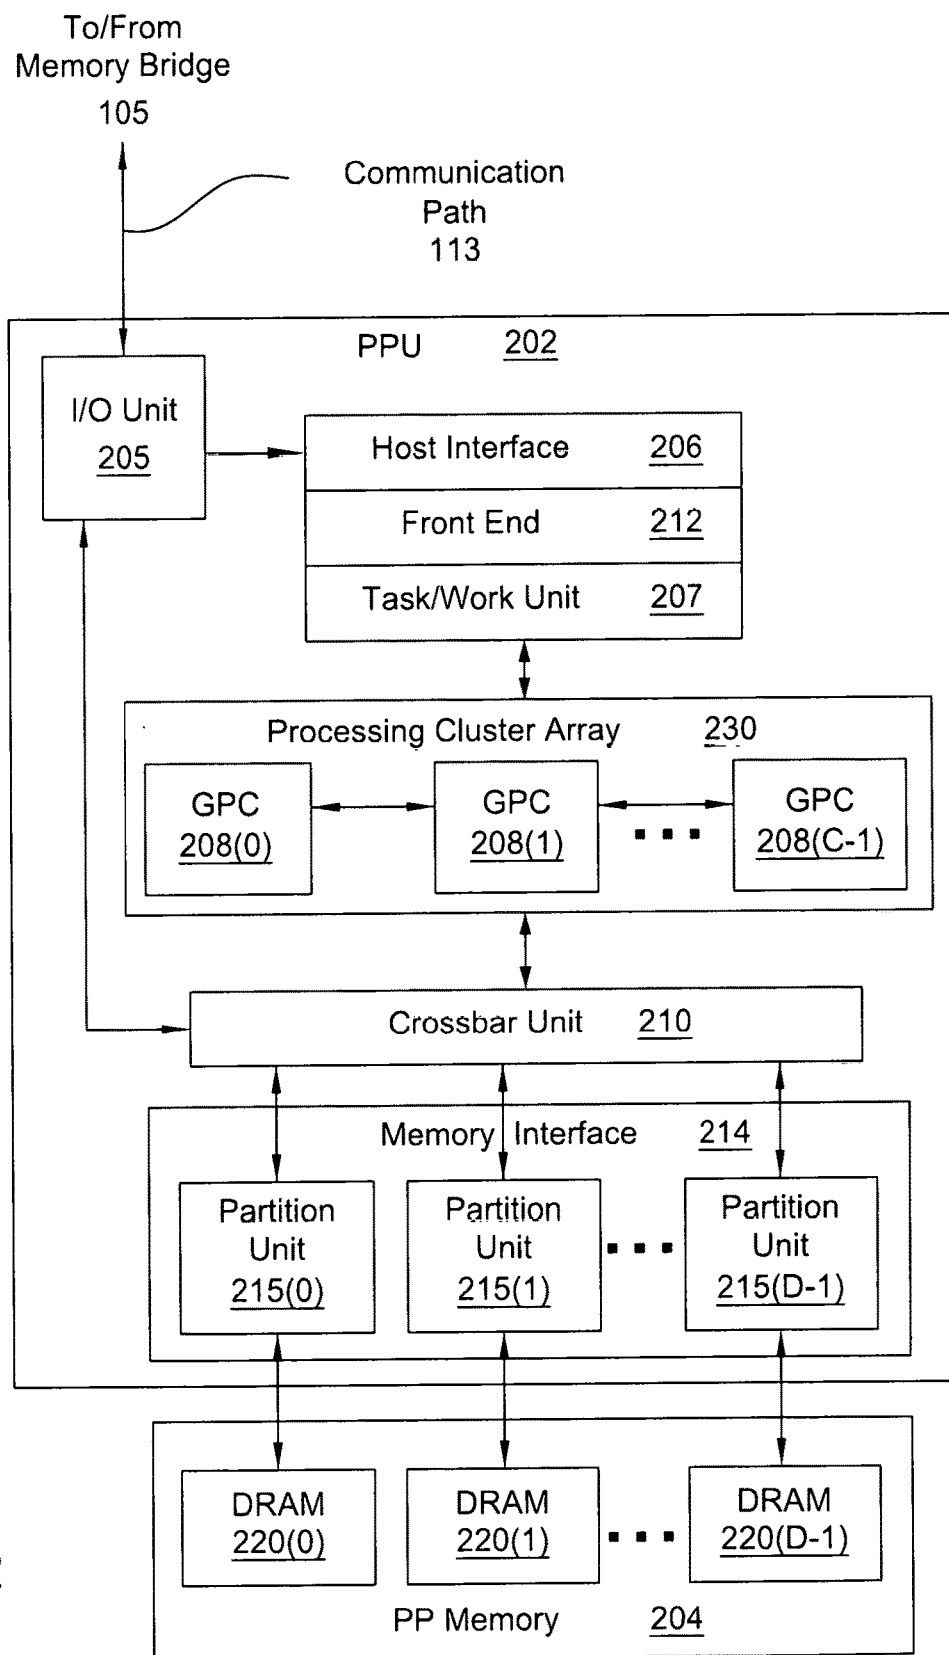 To/From
Memory Bridge
105
Communication
Path
113
PPU 202
I/O Unit
205
Host Interface 206
Front End 212
Task/Work Unit 207
Processing Cluster Array 230
GPC
208(0)
GPC
208(1)
GPC
208(C-1)
Crossbar Unit 210
Memory Interface 214
Partition
Unit
215(0)
Partition
Unit
215(1)
Partition
Unit
215(D-1)
DRAM
220(0)
DRAM
220(1)
DRAM
220(D-1)
PP Memory 204